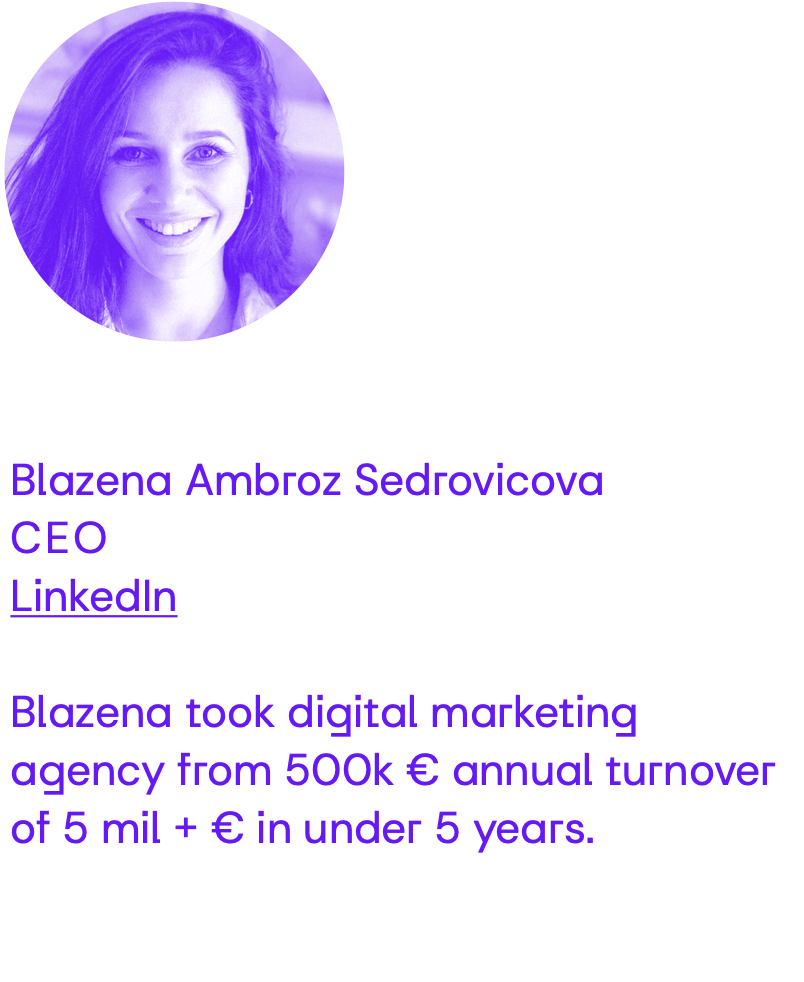 Blazena Ambroz Sedrovicova
CEO
LinkedIn
Blazena took digital marketing
agency from 500k € annual turnover
of 5 mil + € in under 5 years.